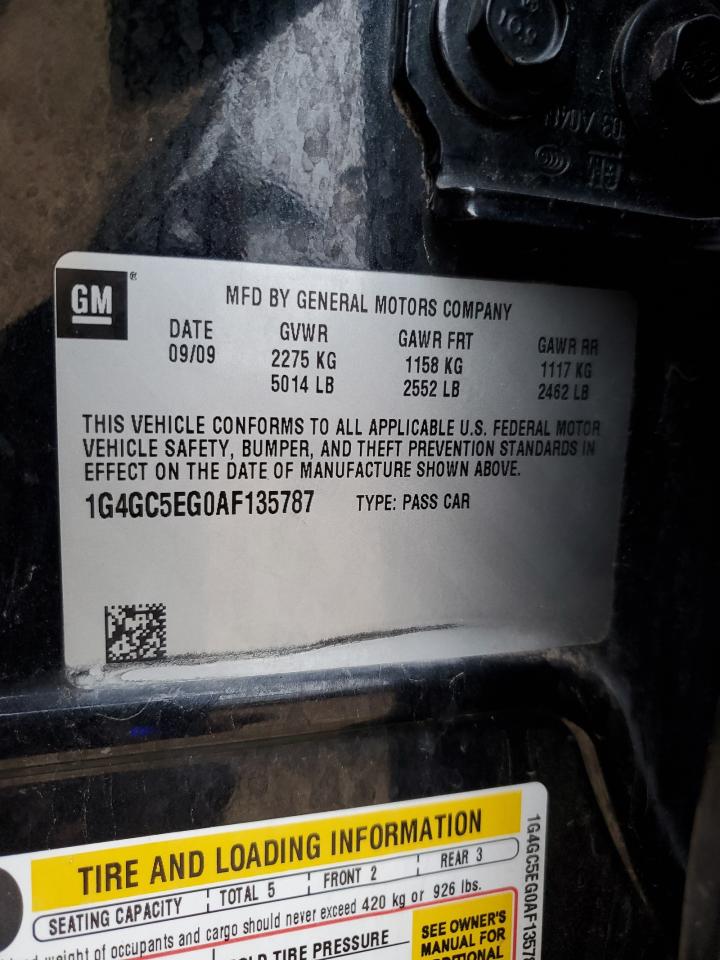 108
GM®
MFD BY GENERAL MOTORS COMPANY
DATE GVWR GAWR FRT GAWR RR
09/09 2275 KG 1158 KG 1117 KG
5014 LB 2552 LB 2462 LB
THIS VEHICLE CONFORMS TO ALL APPLICABLE U.S. FEDERAL MOTOR
VEHICLE SAFETY, BUMPER, AND THEFT PREVENTION STANDARDS IN
EFFECT ON THE DATE OF MANUFACTURE SHOWN ABOVE.
1G4GC5EG0AF135787 TYPE: PASS CAR
TIRE AND LOADING INFORMATION
SEATING CAPACITY TOTAL 5 FRONT 2 REAR 3
weight of occupants and cargo should never exceed 420 kg or 926 lbs.
TIRE PRESSURE
SEE OWNER'S
MANUAL FOR
1G4GC5EG0AF1357